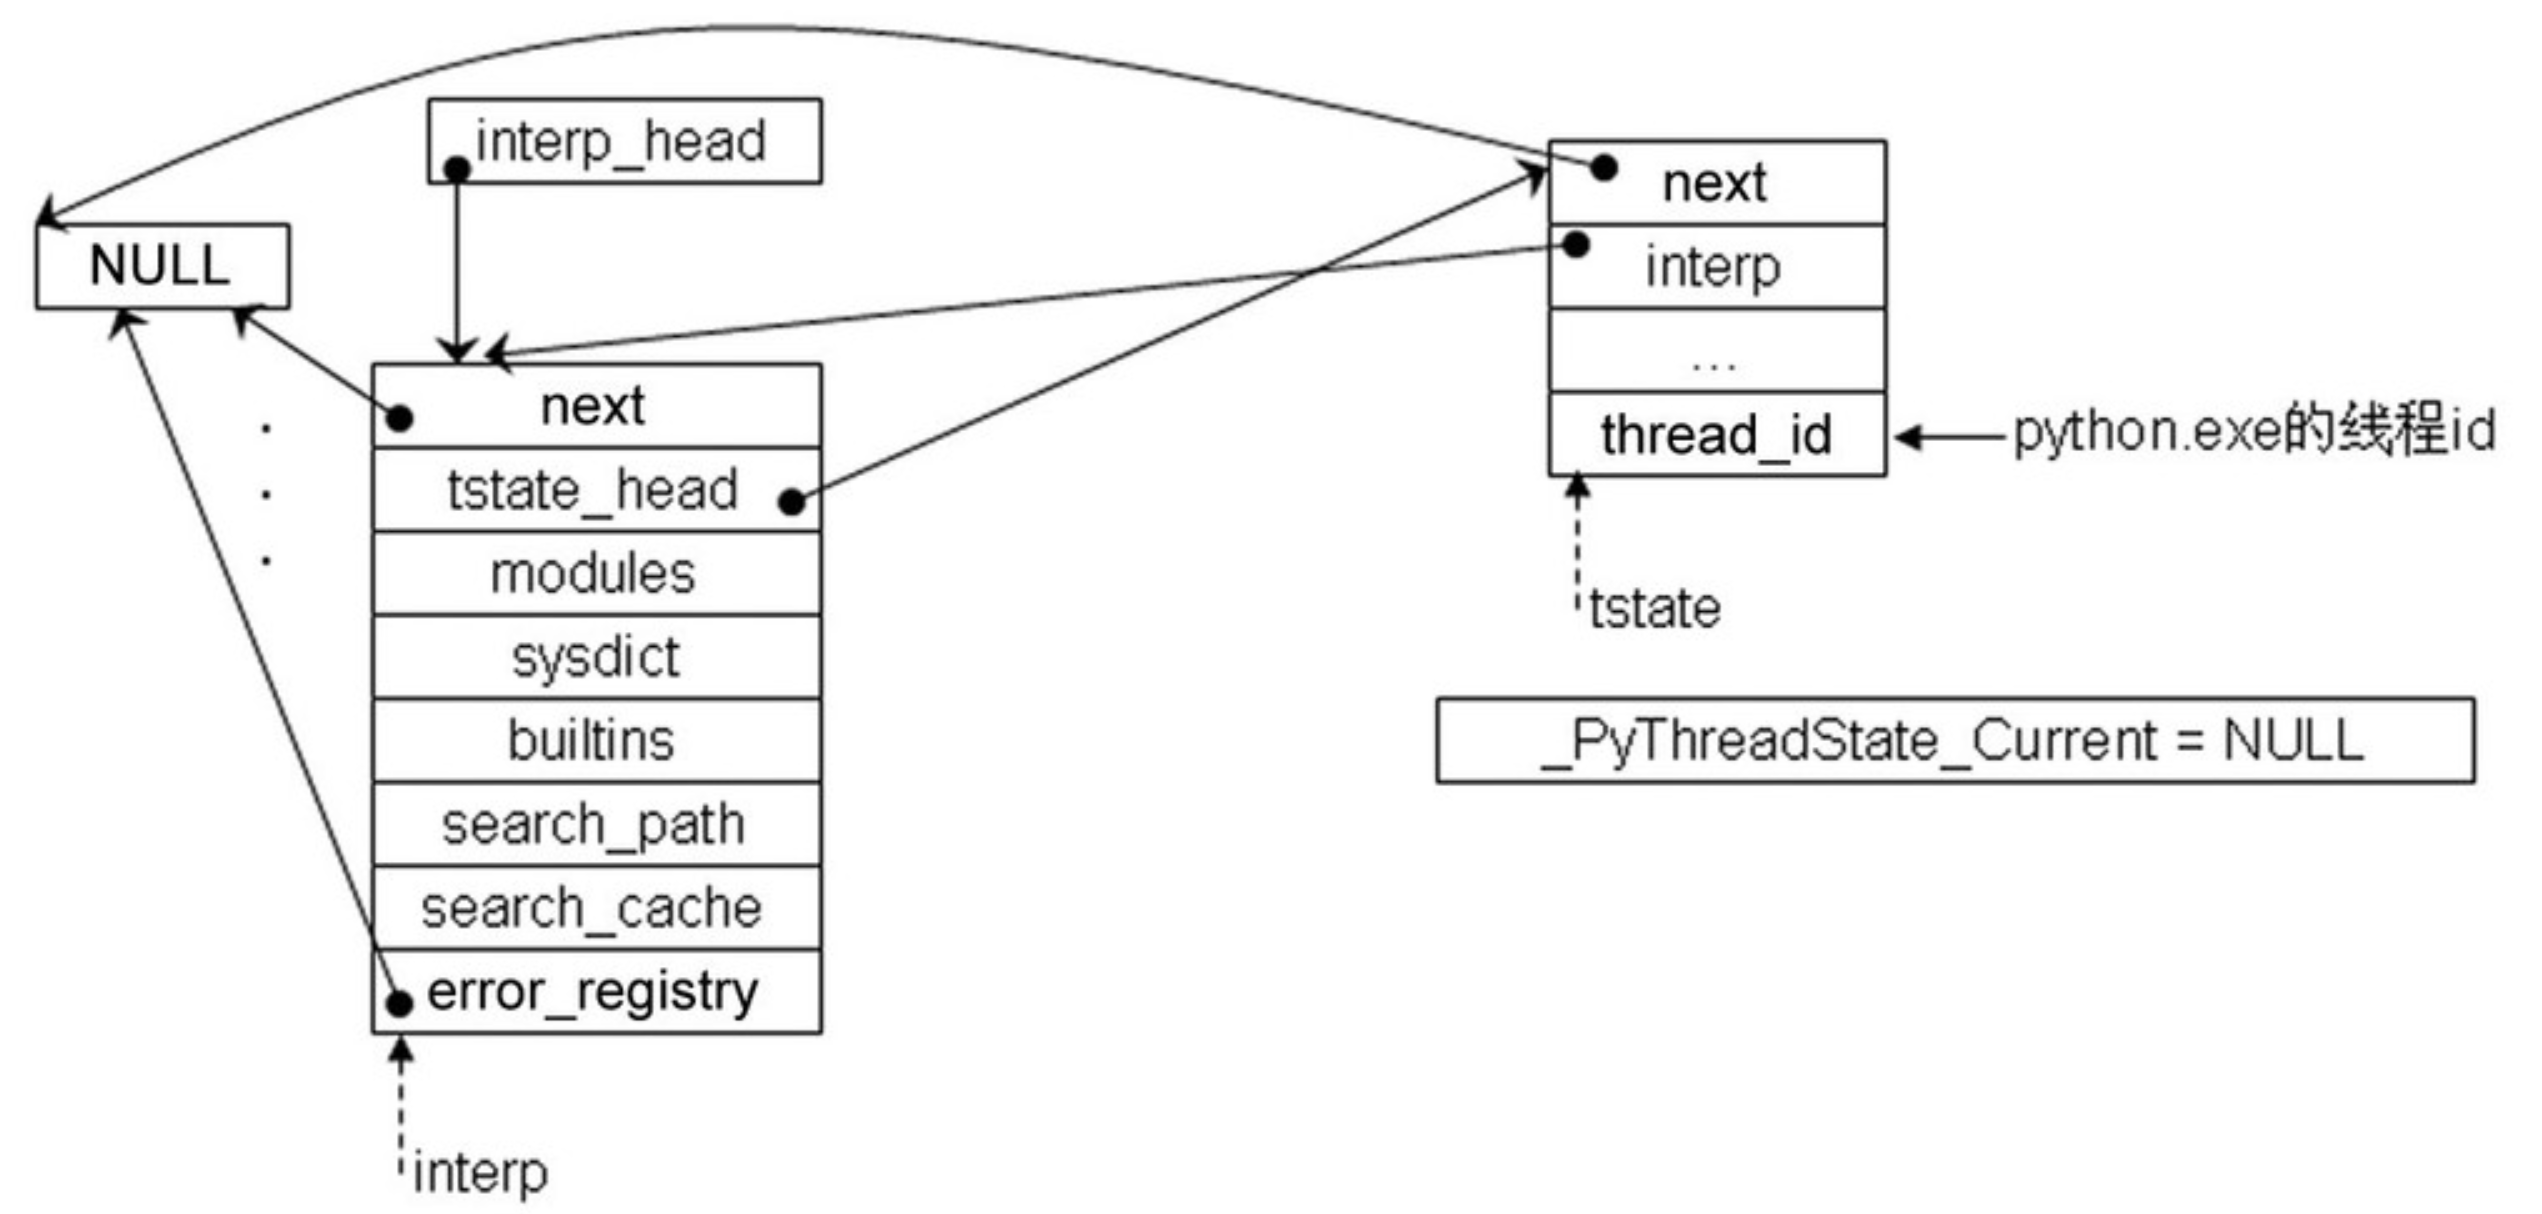 interp_head
NULL
next
tstate_head
modules
sysdict
builtins
search_path
search_cache
error_registry
interp
next
interp
...
thread_id
python.exe的线程id
tstate
_PyThreadState_Current = NULL